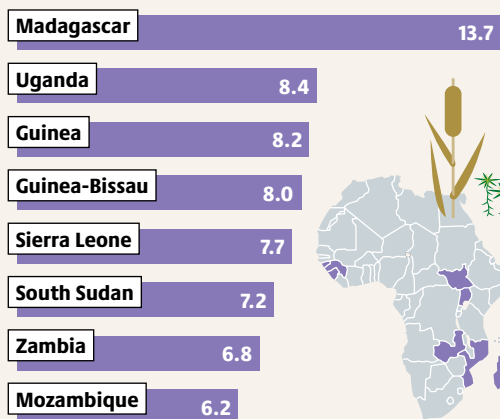 Madagascar
13.7
Uganda
8.4
Guinea
8.2
Guinea-Bissau
8.0
Sierra Leone
7.7
South Sudan
7.2
Zambia
6.8
Mozambique
6.2